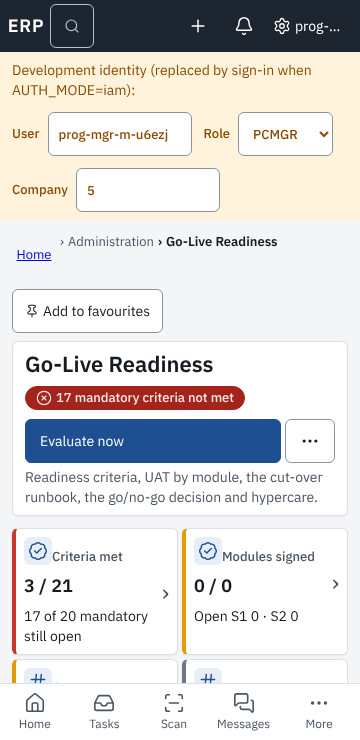 ERP
prog-...
Development identity (replaced by sign-in when
AUTH_MODE=iam):
User prog-mgr-m-u6ezj Role PCMGR
Company 5
Home › Administration › Go-Live Readiness
Add to favourites
Go-Live Readiness
17 mandatory criteria not met
Evaluate now
Readiness criteria, UAT by module, the cut-over
runbook, the go/no-go decision and hypercare.
Criteria met
3 / 21
17 of 20 mandatory
still open
Modules signed
0 / 0
Open S1 0 · S2 0
Home Tasks Scan Messages More